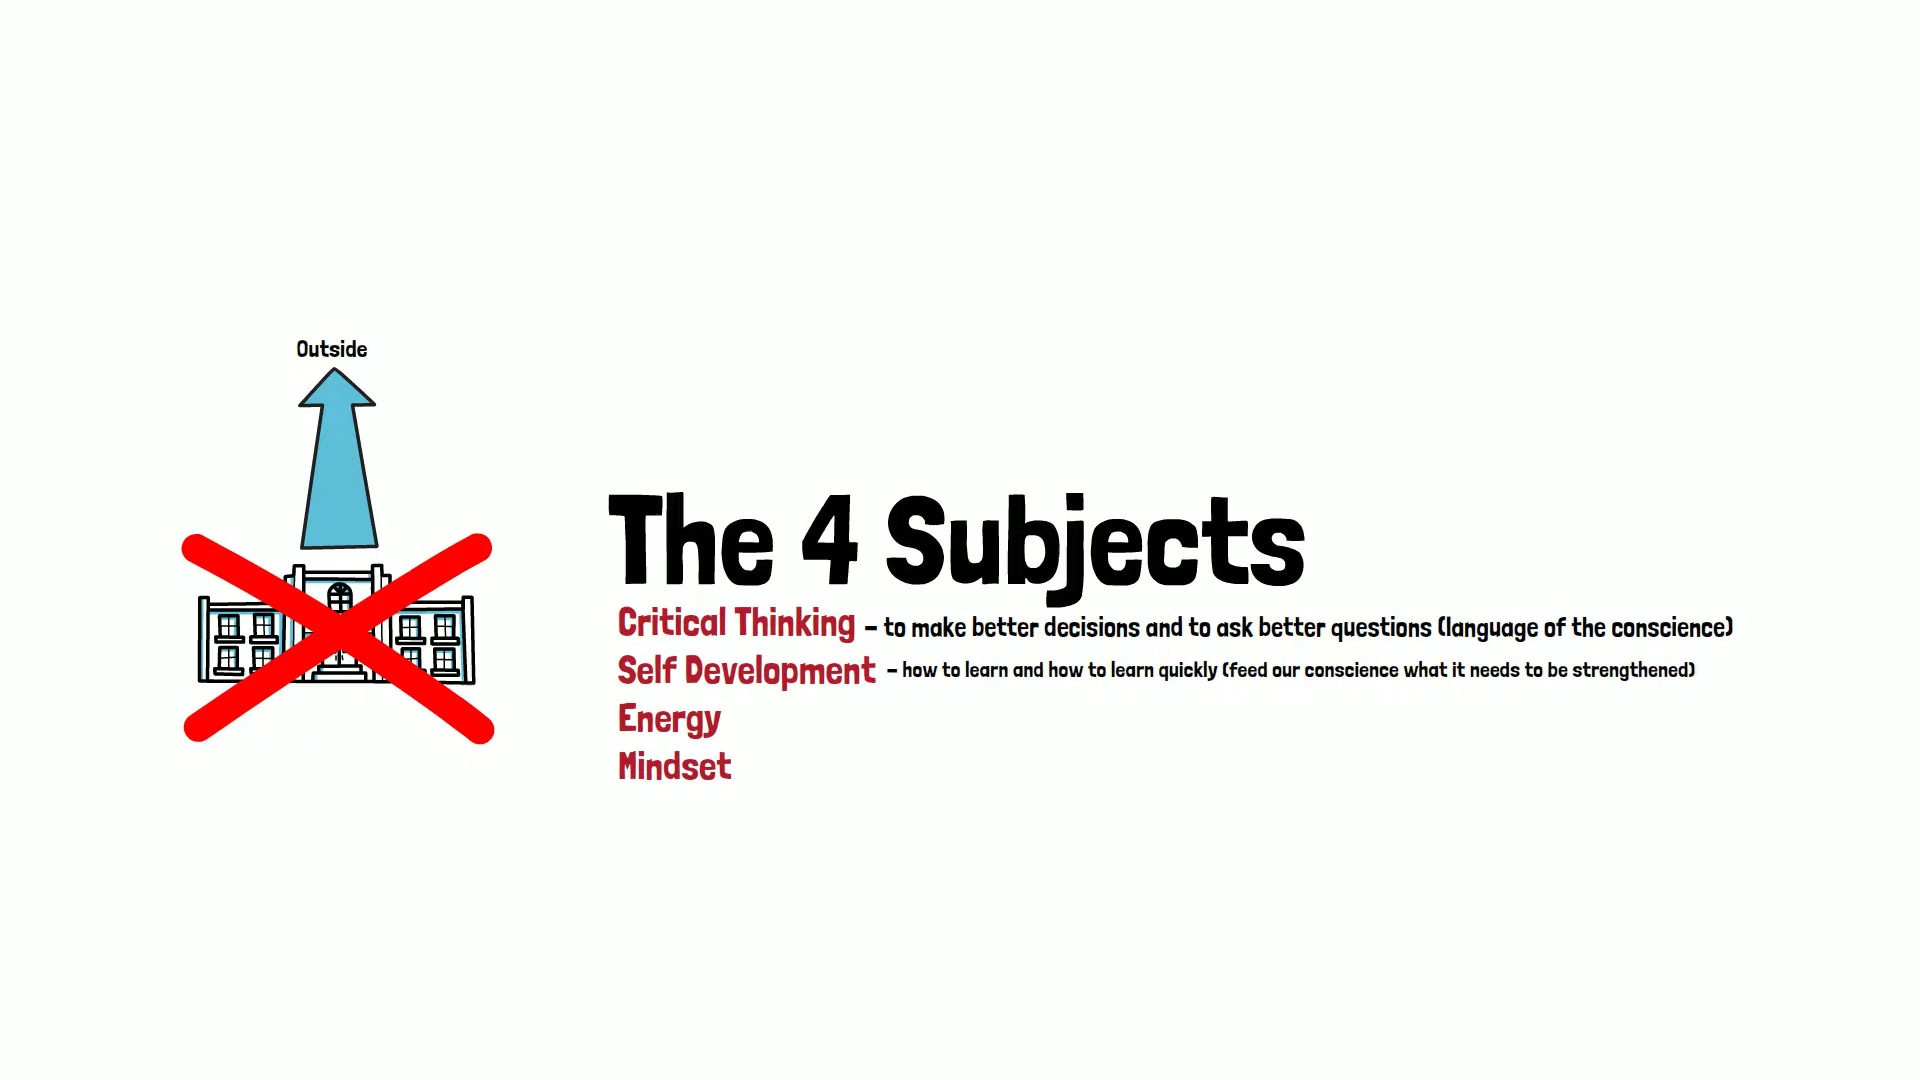 Outside
The 4 Subjects
Critical Thinking - to make better decisions and to ask better questions (language of the conscience)
Self Development - how to learn and how to learn quickly (feed our conscience what it needs to be strengthened)
Energy
Mindset